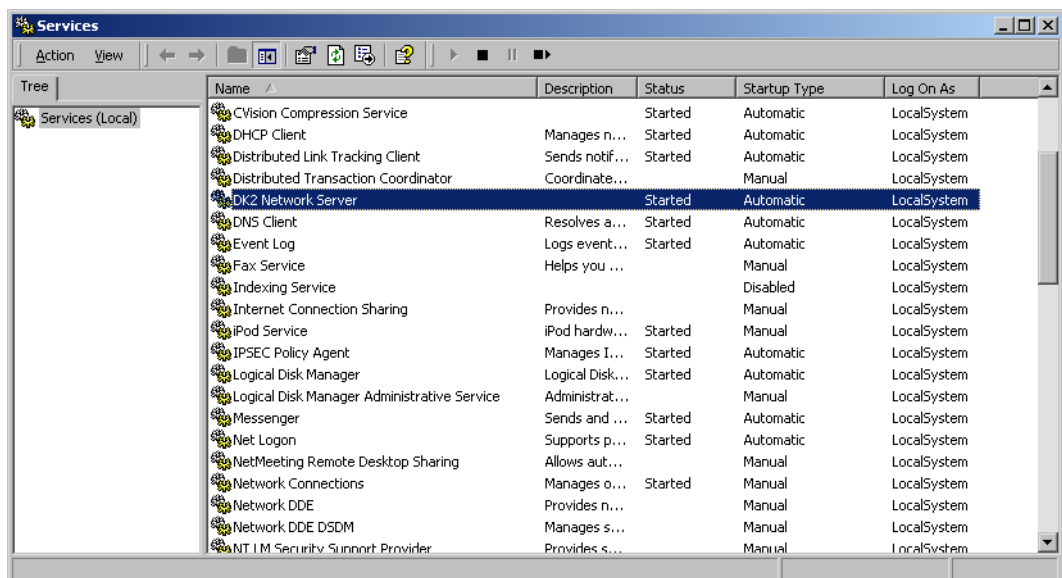 Services
Action View
Tree
Name Description Status Startup Type Log On As
Services (Local)
CVision Compression Service Started Automatic LocalSystem
DHCP Client Manages n... Started Automatic LocalSystem
Distributed Link Tracking Client Sends notif... Started Automatic LocalSystem
Distributed Transaction Coordinator Coordinate... Manual LocalSystem
DK2 Network Server Started Automatic LocalSystem
DNS Client Resolves a... Started Automatic LocalSystem
Event Log Logs event... Started Automatic LocalSystem
Fax Service Helps you ... Manual LocalSystem
Indexing Service Disabled LocalSystem
Internet Connection Sharing Provides n... Manual LocalSystem
iPod Service iPod hardw... Started Manual LocalSystem
IPSEC Policy Agent Manages I... Started Automatic LocalSystem
Logical Disk Manager Logical Disk... Started Automatic LocalSystem
Logical Disk Manager Administrative Service Administrat... Manual LocalSystem
Messenger Sends and ... Started Automatic LocalSystem
Net Logon Supports p... Started Automatic LocalSystem
NetMeeting Remote Desktop Sharing Allows aut... Manual LocalSystem
Network Connections Manages o... Started Manual LocalSystem
Network DDE Provides n... Manual LocalSystem
Network DDE DSDM Manages s... Manual LocalSystem
NT LM Security Support Provider Provides s... Manual LocalSystem